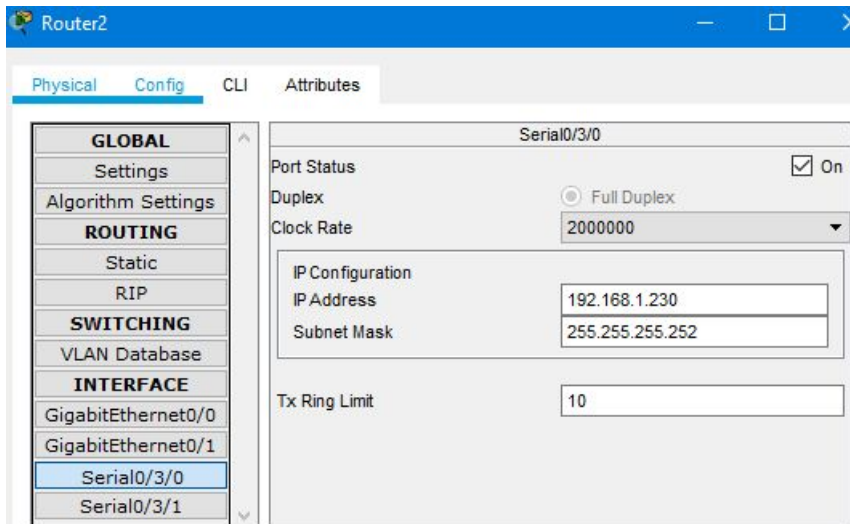 Router2
Physical Config CLI Attributes
GLOBAL
Settings
Algorithm Settings
ROUTING
Static
RIP
SWITCHING
VLAN Database
INTERFACE
GigabitEthernet0/0
GigabitEthernet0/1
Serial0/3/0
Serial0/3/1
Serial0/3/0
Port Status On
Duplex Full Duplex
Clock Rate 2000000
IP Configuration
IP Address 192.168.1.230
Subnet Mask 255.255.255.252
Tx Ring Limit 10